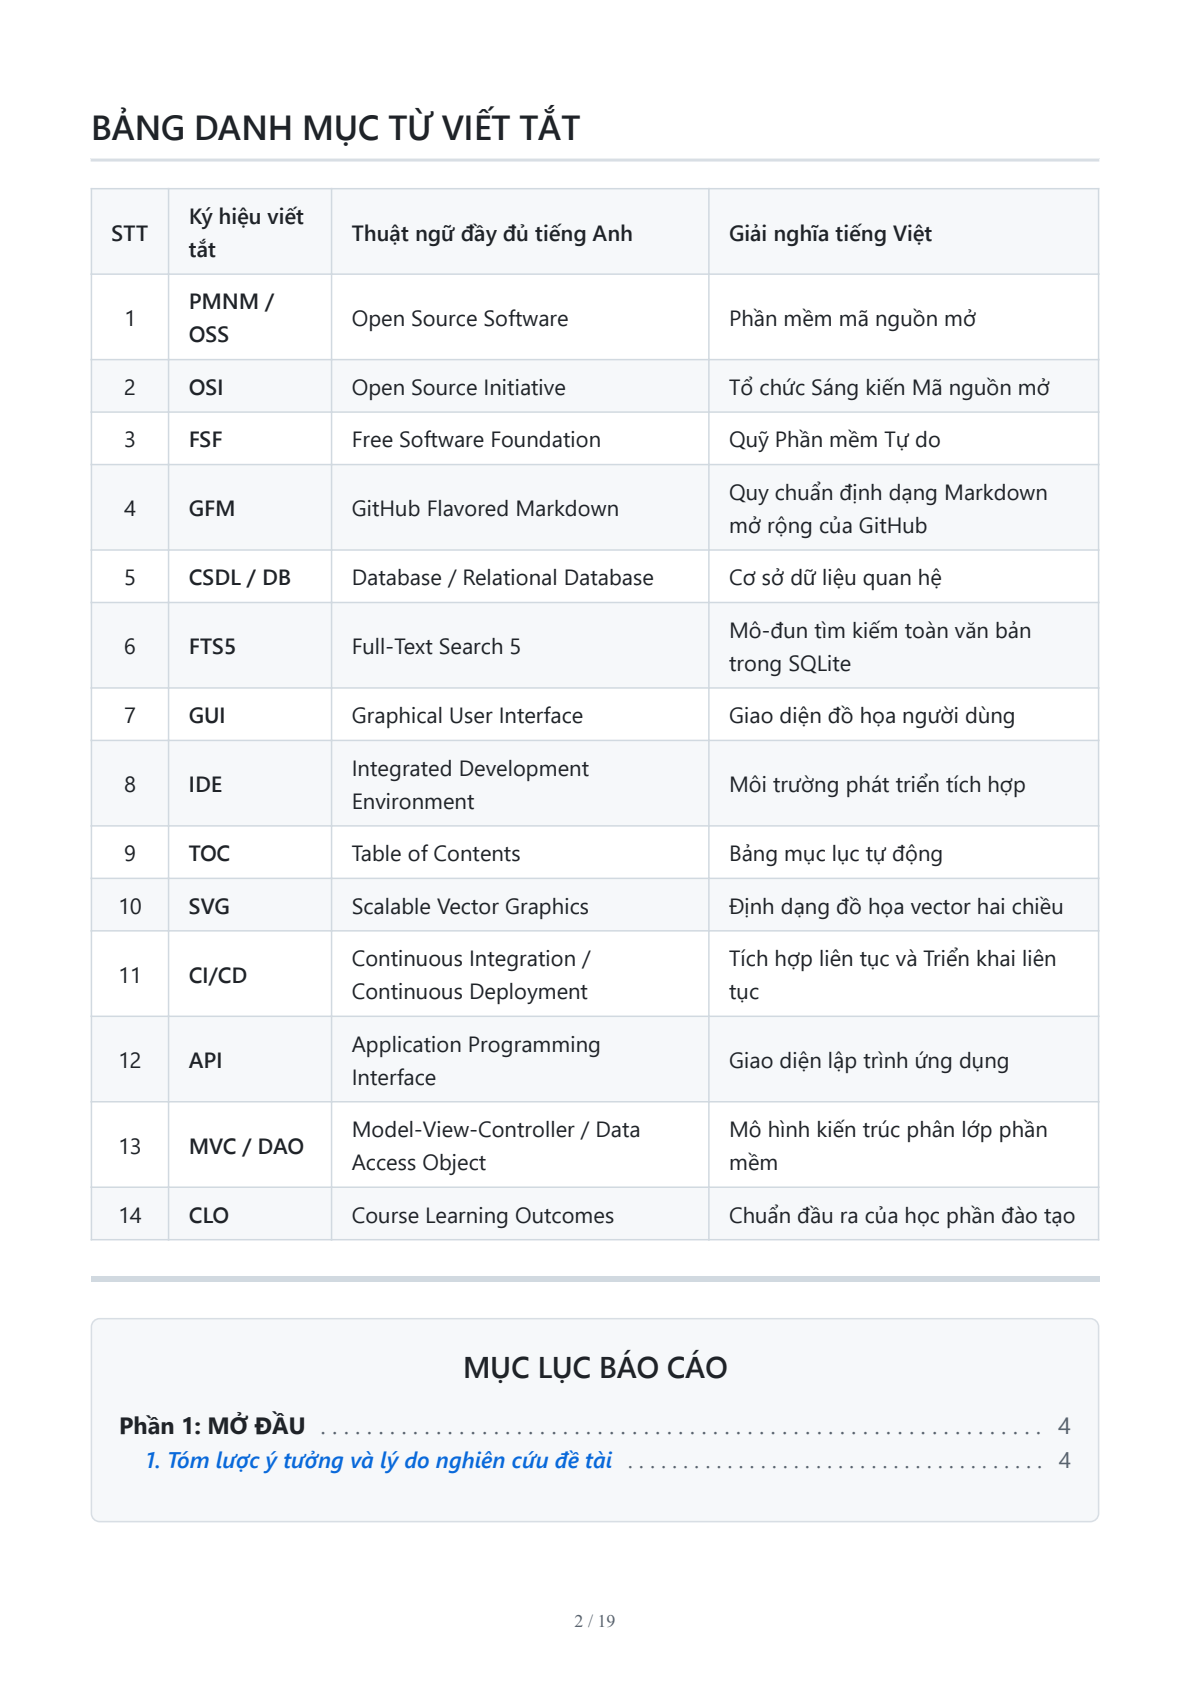 BẢNG DANH MỤC TỪ VIẾT TẮT
STT
Ký hiệu viết
tắt
Thuật ngữ đầy đủ tiếng Anh
Giải nghĩa tiếng Việt
1
PMNM /
OSS
Open Source Software
Phần mềm mã nguồn mở
2
OSI
Open Source Initiative
Tổ chức Sáng kiến Mã nguồn mở
3
FSF
Free Software Foundation
Quỹ Phần mềm Tự do
4
GFM
GitHub Flavored Markdown
Quy chuẩn định dạng Markdown
mở rộng của GitHub
5
CSDL / DB
Database / Relational Database
Cơ sở dữ liệu quan hệ
6
FTS5
Full-Text Search 5
Mô-đun tìm kiếm toàn văn bản
trong SQLite
7
GUI
Graphical User Interface
Giao diện đồ họa người dùng
8
IDE
Integrated Development
Environment
Môi trường phát triển tích hợp
9
TOC
Table of Contents
Bảng mục lục tự động
10
SVG
Scalable Vector Graphics
Định dạng đồ họa vector hai chiều
11
CI/CD
Continuous Integration /
Continuous Deployment
Tích hợp liên tục và Triển khai liên
tục
12
API
Application Programming
Interface
Giao diện lập trình ứng dụng
13
MVC / DAO
Model-View-Controller / Data
Access Object
Mô hình kiến trúc phân lớp phần
mềm
14
CLO
Course Learning Outcomes
Chuẩn đầu ra của học phần đào tạo
MỤC LỤC BÁO CÁO
Phần 1: MỞ ĐẦU ................................................................ 4
1. Tóm lược ý tưởng và lý do nghiên cứu đề tài ..................................... 4
2 / 19